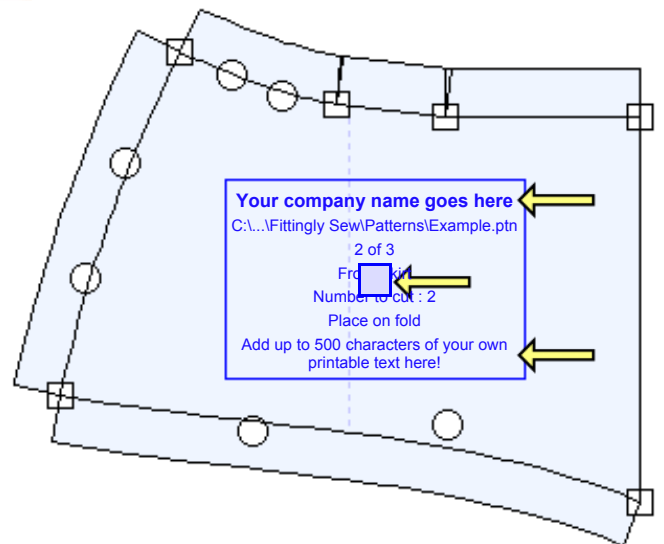 Your company name goes here
C:\...\Fittingly Sew\Patterns\Example.ptn
2 of 3
Number to cut : 2
Place on fold
Add up to 500 characters of your own
printable text here!